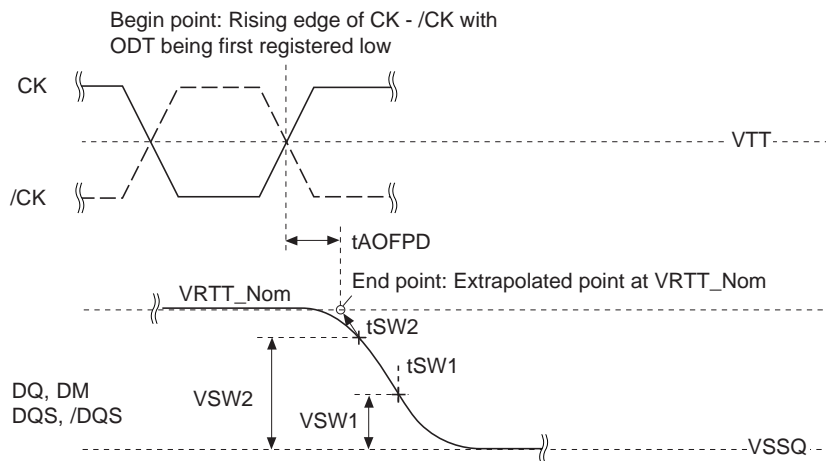 Begin point: Rising edge of CK - /CK with
ODT being first registered low
CK
VTT
/CK
tAOFPD
End point: Extrapolated point at VRTT_Nom
VRTT_Nom
tSW2
tSW1
DQ, DM
DQS, /DQS
VSW2
VSW1
VSSQ